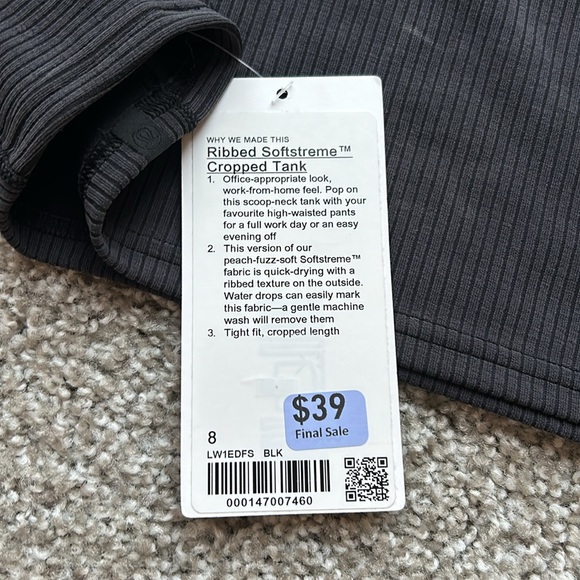 WHY WE MADE THIS
Ribbed Softstreme™
Cropped Tank
1. Office-appropriate look,
work-from-home feel. Pop on
this scoop-neck tank with your
favourite high-waisted pants
for a full work day or an easy
evening off
2. This version of our
peach-fuzz-soft Softstreme™
fabric is quick-drying with a
ribbed texture on the outside.
Water drops can easily mark
this fabric—a gentle machine
wash will remove them
3. Tight fit, cropped length
$39
Final Sale
8
LW1EDFS BLK
000147007460